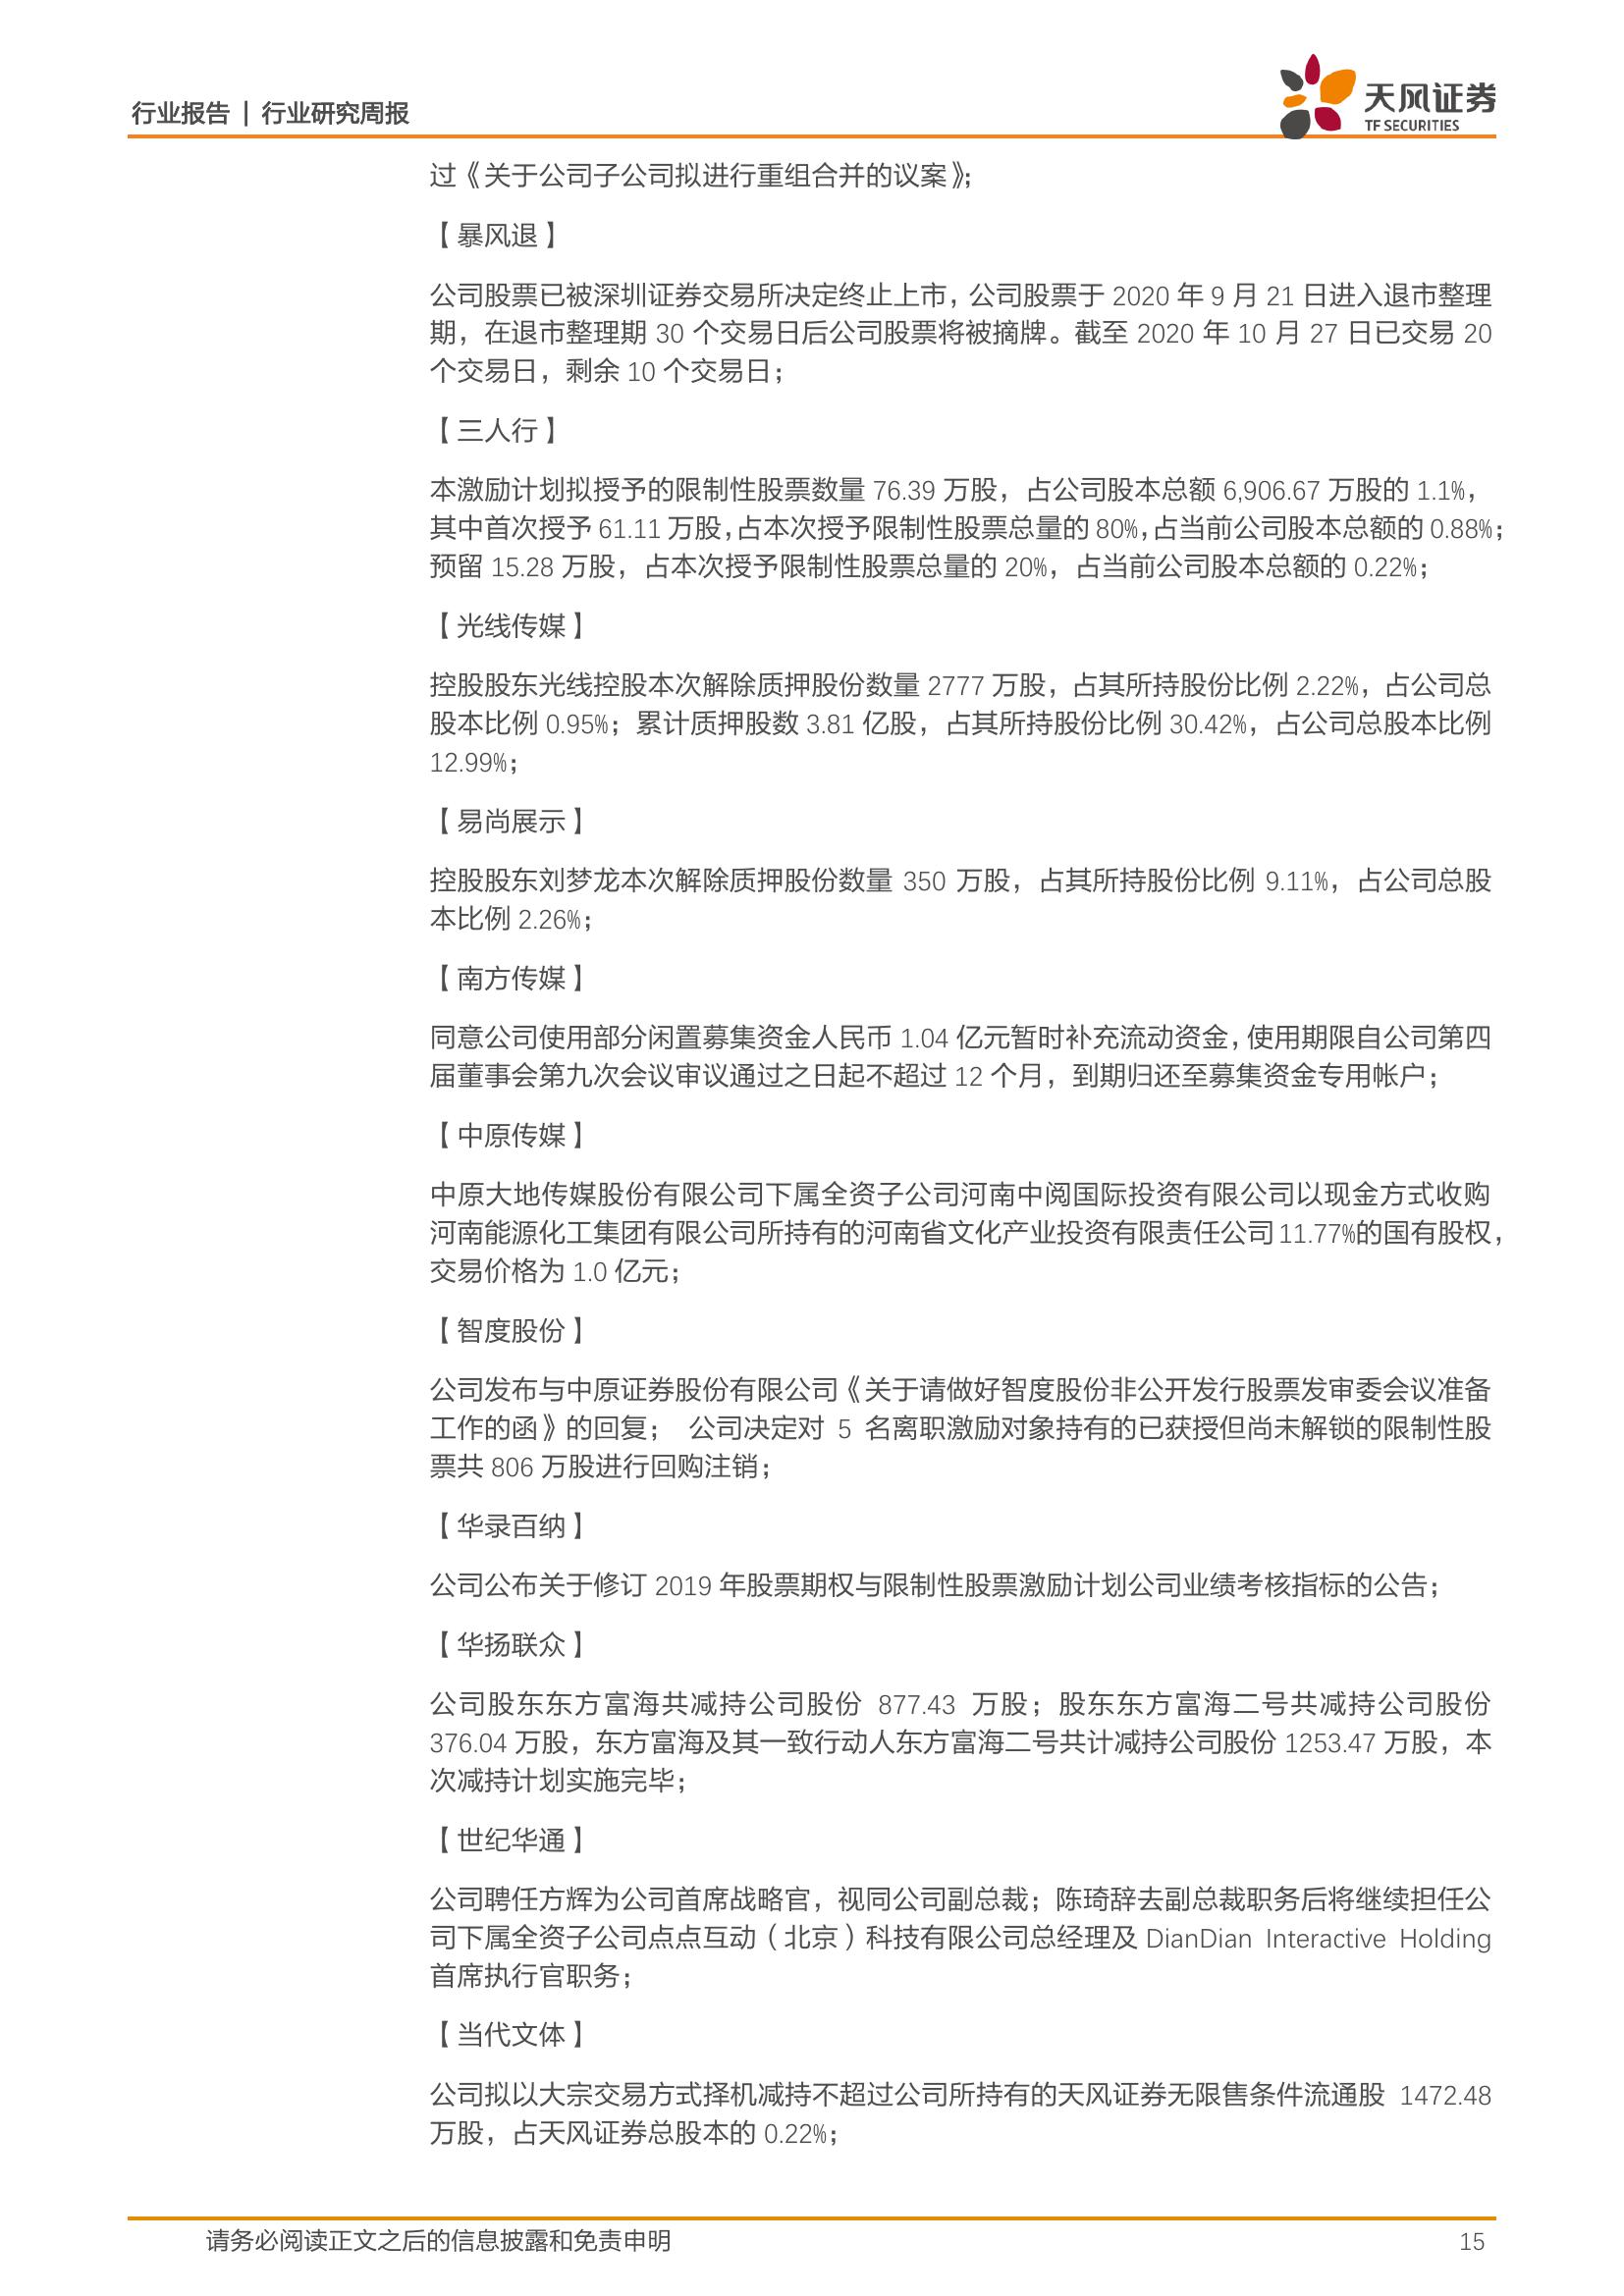 行业报告 | 行业研究周报
天风证券
TF SECURITIES
过《关于公司子公司拟进行重组合并的议案》；
【暴风退】
公司股票已被深圳证券交易所决定终止上市，公司股票于 2020 年 9 月 21 日进入退市整理
期，在退市整理期 30 个交易日后公司股票将被摘牌。截至 2020 年 10 月 27 日已交易 20
个交易日，剩余 10 个交易日；
【三人行】
本激励计划拟授予的限制性股票数量 76.39 万股，占公司股本总额 6,906.67 万股的 1.1%，
其中首次授予 61.11 万股，占本次授予限制性股票总量的 80%，占当前公司股本总额的 0.88%；
预留 15.28 万股，占本次授予限制性股票总量的 20%，占当前公司股本总额的 0.22%；
【光线传媒】
控股股东光线控股本次解除质押股份数量 2777 万股，占其所持股份比例 2.22%，占公司总
股本比例 0.95%；累计质押股数 3.81 亿股，占其所持股份比例 30.42%，占公司总股本比例
12.99%；
【易尚展示】
控股股东刘梦龙本次解除质押股份数量 350 万股，占其所持股份比例 9.11%，占公司总股
本比例 2.26%；
【南方传媒】
同意公司使用部分闲置募集资金人民币 1.04 亿元暂时补充流动资金，使用期限自公司第四
届董事会第九次会议审议通过之日起不超过 12 个月，到期归还至募集资金专用帐户；
【中原传媒】
中原大地传媒股份有限公司下属全资子公司河南中阅国际投资有限公司以现金方式收购
河南能源化工集团有限公司所持有的河南省文化产业投资有限责任公司 11.77%的国有股权，
交易价格为 1.0 亿元；
【智度股份】
公司发布与中原证券股份有限公司《关于请做好智度股份非公开发行股票发审委会议准备
工作的函》的回复； 公司决定对 5 名离职激励对象持有的已获授但尚未解锁的限制性股
票共 806 万股进行回购注销；
【华录百纳】
公司公布关于修订 2019 年股票期权与限制性股票激励计划公司业绩考核指标的公告；
【华扬联众】
公司股东东方富海共减持公司股份 877.43 万股；股东东方富海二号共减持公司股份
376.04 万股，东方富海及其一致行动人东方富海二号共计减持公司股份 1253.47 万股，本
次减持计划实施完毕；
【世纪华通】
公司聘任方辉为公司首席战略官，视同公司副总裁；陈琦辞去副总裁职务后将继续担任公
司下属全资子公司点点互动（北京）科技有限公司总经理及 DianDian Interactive Holding
首席执行官职务；
【当代文体】
公司拟以大宗交易方式择机减持不超过公司所持有的天风证券无限售条件流通股 1472.48
万股，占天风证券总股本的 0.22%；
请务必阅读正文之后的信息披露和免责申明
15